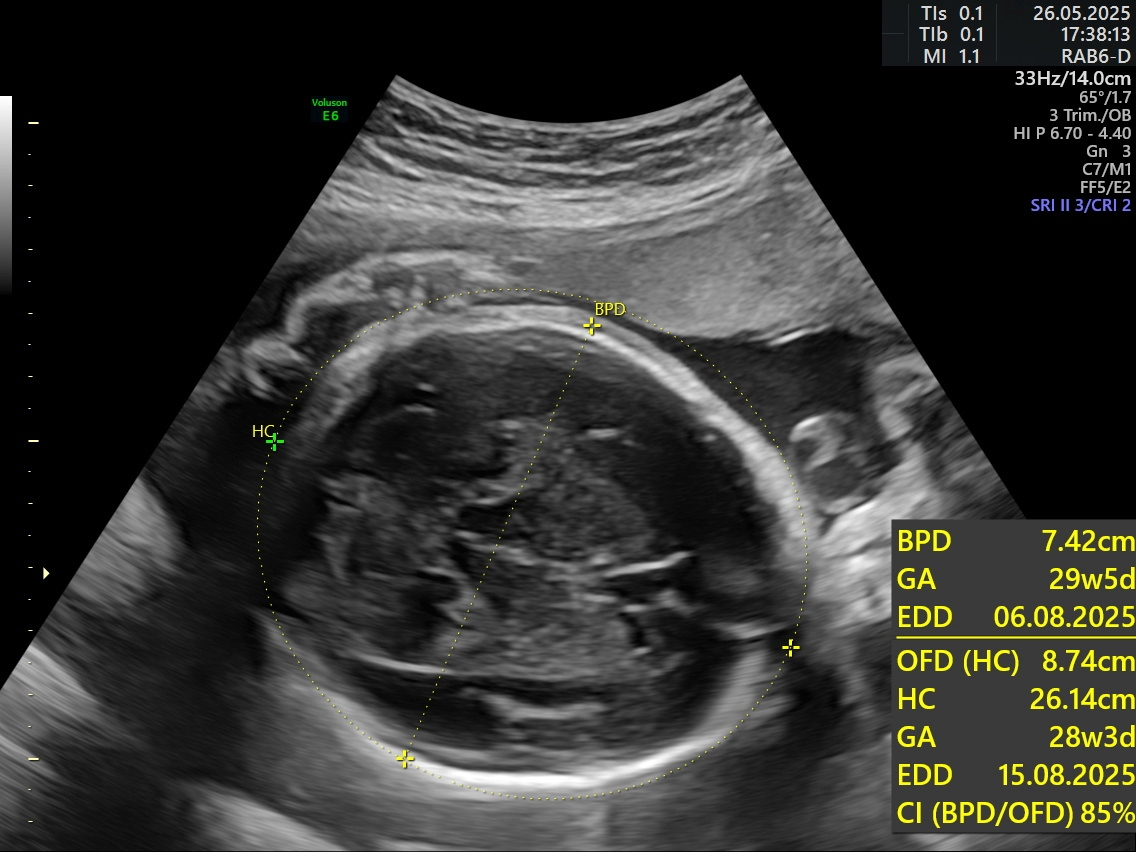 TIs 0.1 26.05.2025
TIb 0.1 17:38:13
MI 1.1 RAB6-D
33Hz/14.0cm
65°/1.7
3 Trim./OB
HI P 6.70 - 4.40
Gn 3
C7/M1
FF5/E2
SRI II 3/CRI 2
Voluson
E6
BPD
HC
BPD 7.42cm
GA 29w5d
EDD 06.08.2025
OFD (HC) 8.74cm
HC 26.14cm
GA 28w3d
EDD 15.08.2025
CI (BPD/OFD) 85%